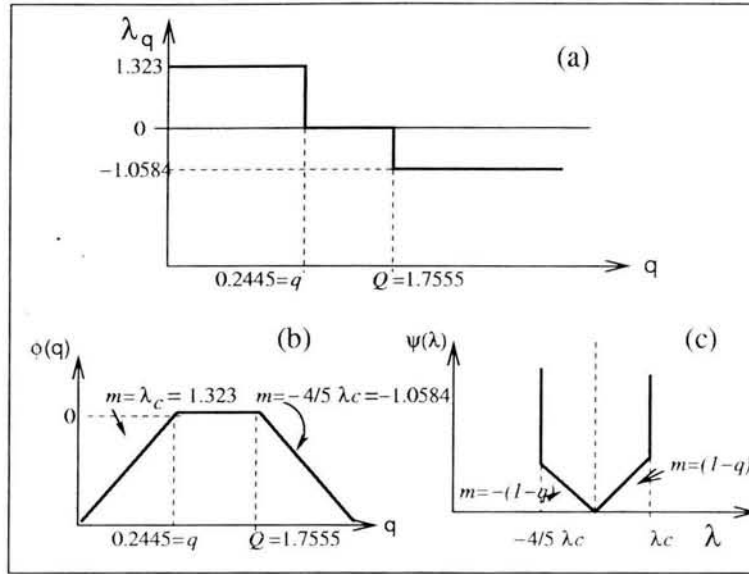 λq
(a)
1.323
0
−1.0584
0.2445=q Q=1.7555 q
ϕ(q) (b)
m=λc = 1.323 m=−4/5 λc=−1.0584
0
0.2445=q Q=1.7555 q
ψ(λ) (c)
m=−(1−q) m=(1−q)
−4/5 λc λc λ